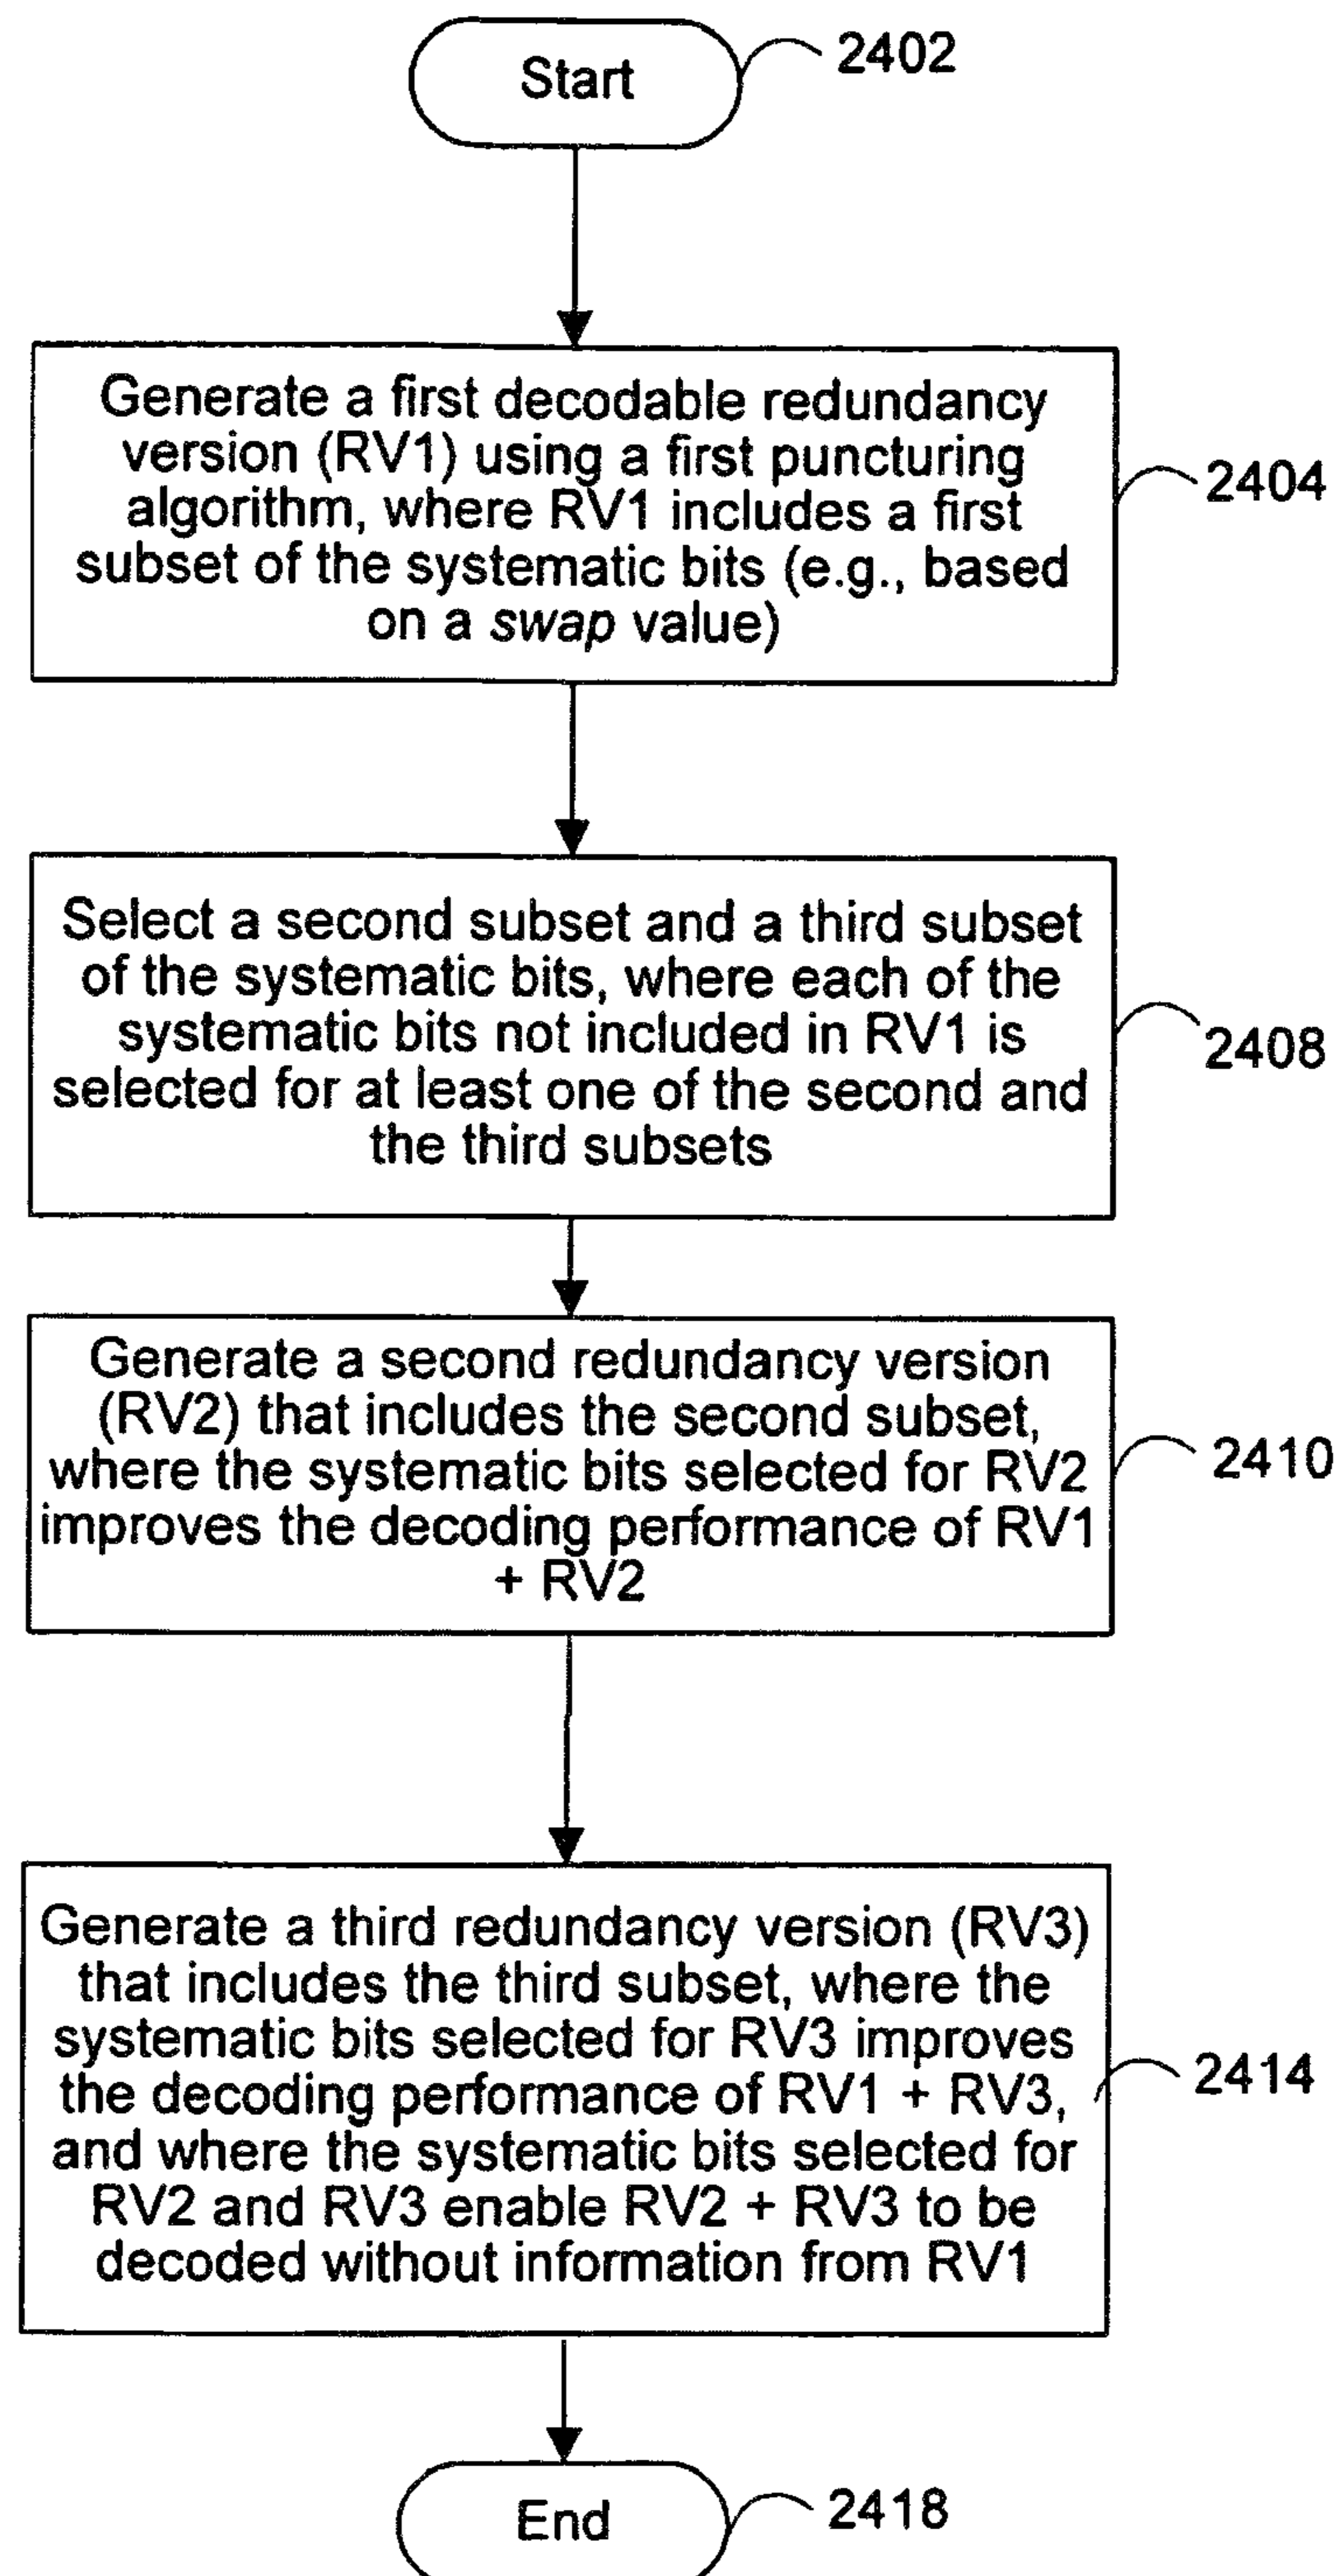 Start
2402
Generate a first decodable redundancy
version (RV1) using a first puncturing
algorithm, where RV1 includes a first
subset of the systematic bits (e.g., based
on a swap value)
2404
Select a second subset and a third subset
of the systematic bits, where each of the
systematic bits not included in RV1 is
selected for at least one of the second and
the third subsets
2408
Generate a second redundancy version
(RV2) that includes the second subset,
where the systematic bits selected for RV2
improves the decoding performance of RV1
+ RV2
2410
Generate a third redundancy version (RV3)
that includes the third subset, where the
systematic bits selected for RV3 improves
the decoding performance of RV1 + RV3,
and where the systematic bits selected for
RV2 and RV3 enable RV2 + RV3 to be
decoded without information from RV1
2414
End
2418